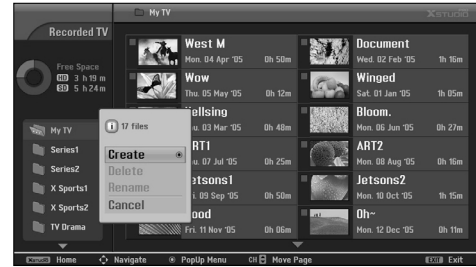 My TV
XSTUDIO
Recorded TV
Free Space
HD 3 h 19 m
SD 5 h 24 m
My TV
Series1
Series2
X Sports1
X Sports2
TV Drama
17 files
Create
Delete
Rename
Cancel
West M
Mon. 04 Apr '05 0h 50m
Document
Wed. 02 Feb '05 1h 16m
Wow
Thu. 05 May '05 0h 12m
Winged
Sat. 01 Jan '05 1h 05m
Hellsing
u. 03 Mar '05 0h 48m
Bloom.
Mon. 06 Jun '05 0h 27m
ART1
u. 07 Jul '05 0h 25m
ART2
Mon. 08 Aug '05 0h 16m
etsons1
i. 09 Sep '05 0h 50m
Jetsons2
Mon. 10 Oct '05 1h 15m
ood
Fri. 11 Nov '05 0h 06m
Oh~
Mon. 12 Dec '05 0h 11m
XSTUDIO Home Navigate PopUp Menu CH Move Page EXIT Exit